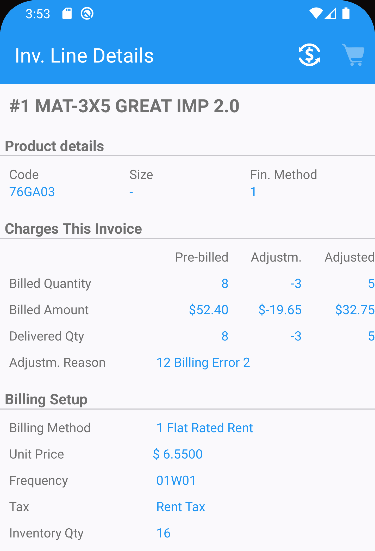 3:53
Inv. Line Details
#1 MAT-3X5 GREAT IMP 2.0
Product details
Code Size Fin. Method
76GA03 - 1
Charges This Invoice
Pre-billed Adjustm. Adjusted
Billed Quantity 8 -3 5
Billed Amount $52.40 $-19.65 $32.75
Delivered Qty 8 -3 5
Adjustm. Reason 12 Billing Error 2
Billing Setup
Billing Method 1 Flat Rated Rent
Unit Price $ 6.5500
Frequency 01W01
Tax Rent Tax
Inventory Qty 16